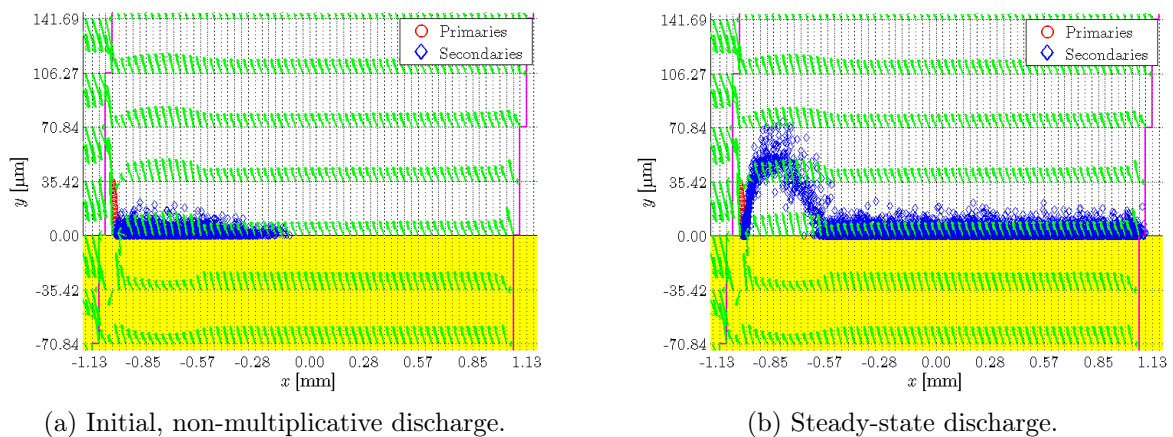 141.69
106.27
70.84
35.42
0.00
-35.42
-70.84
y [μm]
-1.13 -0.85 -0.57 -0.28 0.00 0.28 0.57 0.85 1.13
x [mm]
Primaries
Secondaries
(a) Initial, non-multiplicative discharge.
141.69
106.27
70.84
35.42
0.00
-35.42
-70.84
y [μm]
-1.13 -0.85 -0.57 -0.28 0.00 0.28 0.57 0.85 1.13
x [mm]
Primaries
Secondaries
(b) Steady-state discharge.